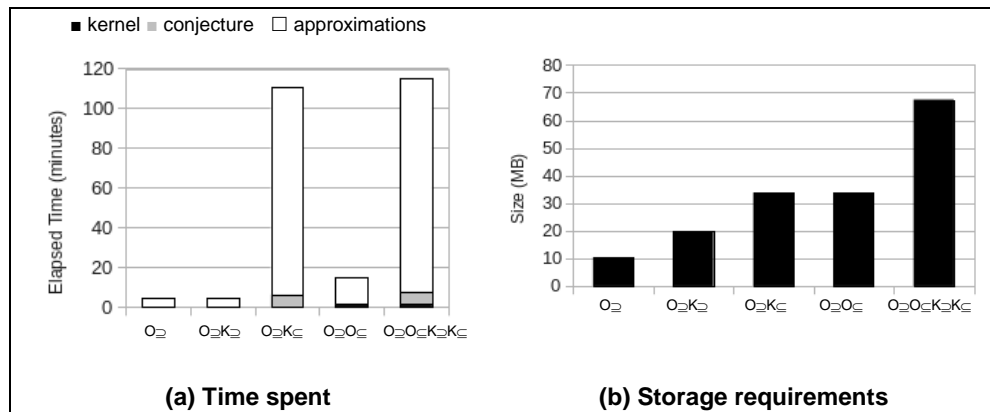 ■ kernel ■ conjecture □ approximations
Elapsed Time (minutes)
120
100
80
60
40
20
0
O⊇
O⊇K⊇
O⊇K⊆
O⊇O⊆
O⊇O⊆K⊇K⊆
(a) Time spent
Size (MB)
80
70
60
50
40
30
20
10
0
O⊇
O⊇K⊇
O⊇K⊆
O⊇O⊆
O⊇O⊆K⊇K⊆
(b) Storage requirements